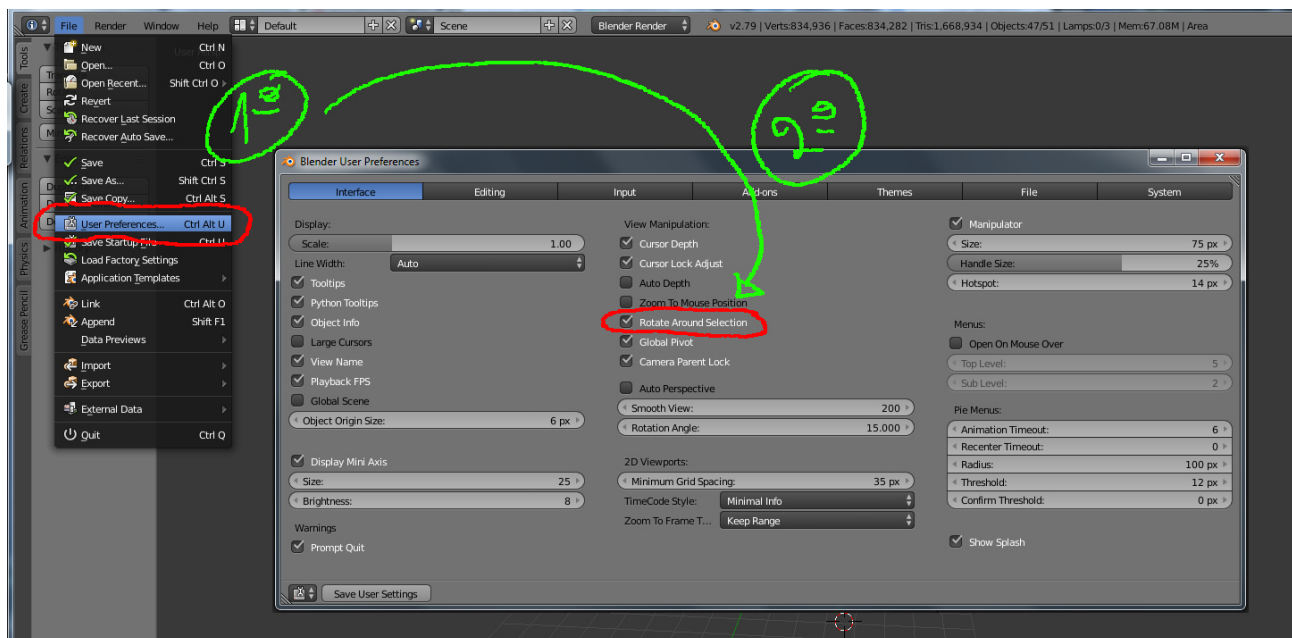 File Render Window Help Default Scene Blender Render v2.79 | Verts:834,936 | Faces:834,282 | Tris:1,668,934 | Objects:47/51 | Lamps:0/3 | Mem:67.08M | Area
Tools
Create
Relations
Animation
Physics
Grease Pencil
New Ctrl N
Open... Ctrl O
Open Recent... Shift Ctrl O
Revert
Recover Last Session
Recover Auto Save...
Save Ctrl S
Save As... Shift Ctrl S
Save Copy... Ctrl Alt S
User Preferences... Ctrl Alt U
Save Startup File Ctrl U
Load Factory Settings
Application Templates
Link Ctrl Alt O
Append Shift F1
Data Previews
Import
Export
External Data
Quit Ctrl Q
1º
2º
Blender User Preferences
Interface Editing Input Add-ons Themes File System
Display:
Scale: 1.00
Line Width: Auto
Tooltips
Python Tooltips
Object Info
Large Cursors
View Name
Playback FPS
Global Scene
Object Origin Size: 6 px
Display Mini Axis
Size: 25
Brightness: 8
Warnings
Prompt Quit
View Manipulation:
Cursor Depth
Cursor Lock Adjust
Auto Depth
Zoom To Mouse Position
Rotate Around Selection
Global Pivot
Camera Parent Lock
Auto Perspective
Smooth View: 200
Rotation Angle: 15.000
2D Viewports:
Minimum Grid Spacing: 35 px
TimeCode Style: Minimal Info
Zoom To Frame T... Keep Range
Manipulator
Size: 75 px
Handle Size: 25%
Hotspot: 14 px
Menus:
Open On Mouse Over
Top Level: 5
Sub Level: 2
Pie Menus:
Animation Timeout: 6
Recenter Timeout: 0
Radius: 100 px
Threshold: 12 px
Confirm Threshold: 0 px
Show Splash
Save User Settings